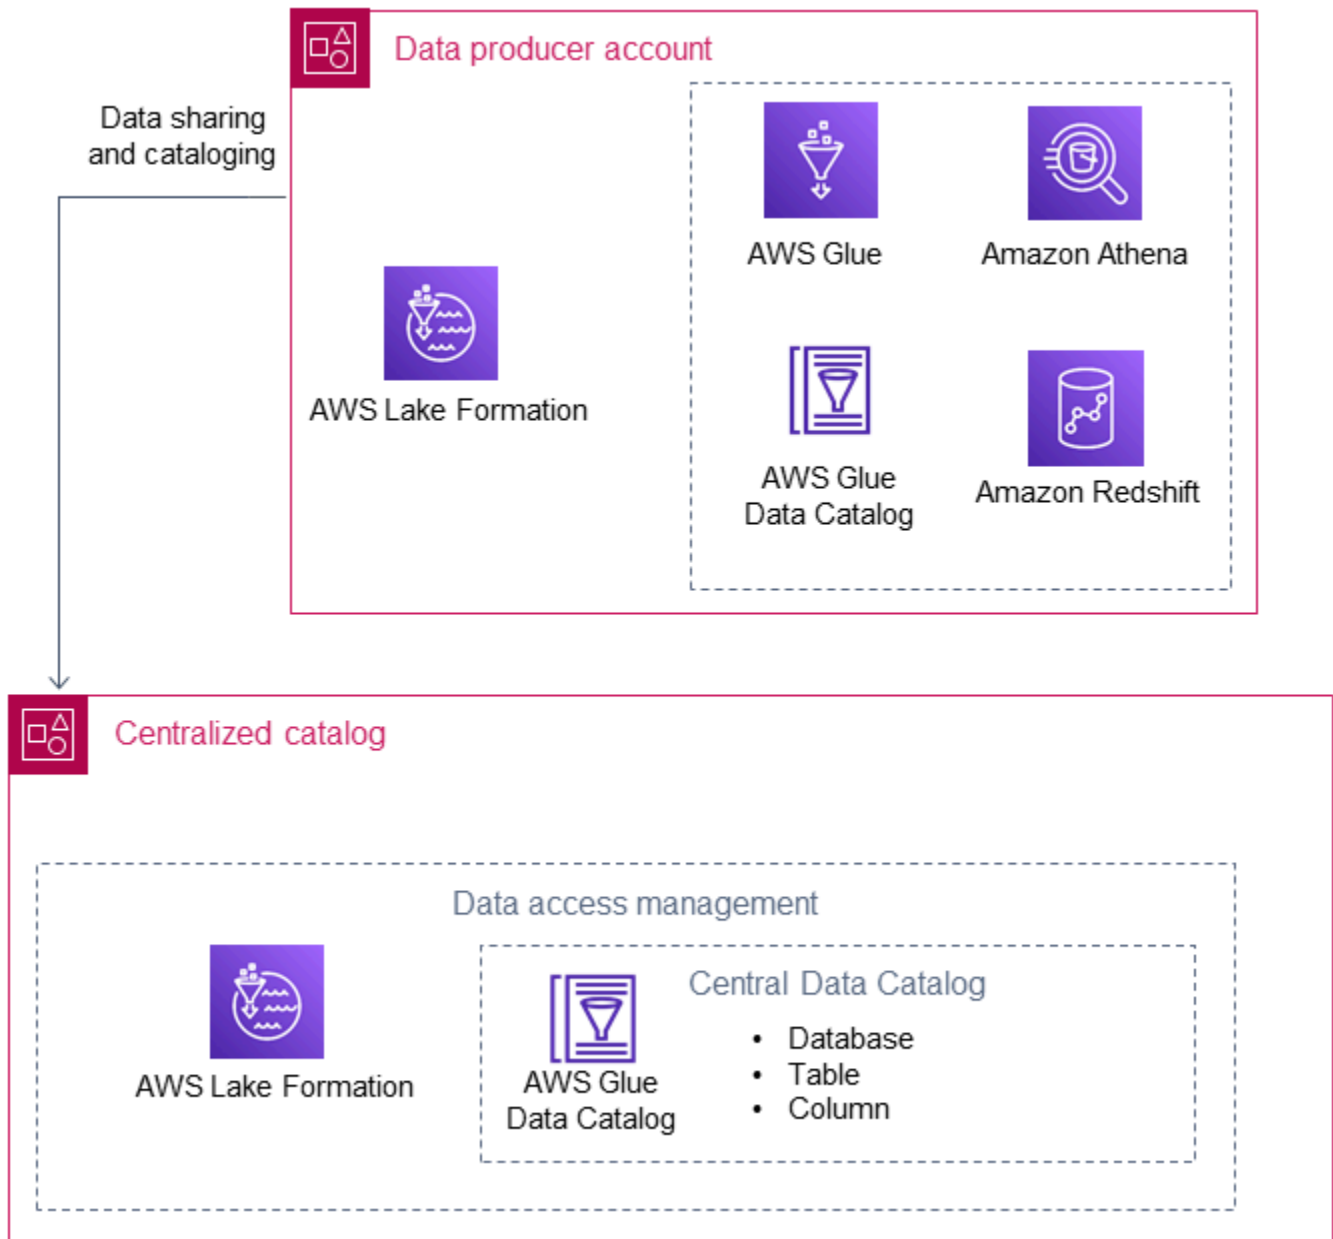 Data producer account
Data sharing
and cataloging
AWS Glue
Amazon Athena
AWS Lake Formation
AWS Glue
Data Catalog
Amazon Redshift
Centralized catalog
Data access management
Central Data Catalog
• Database
• Table
• Column
AWS Lake Formation
AWS Glue
Data Catalog